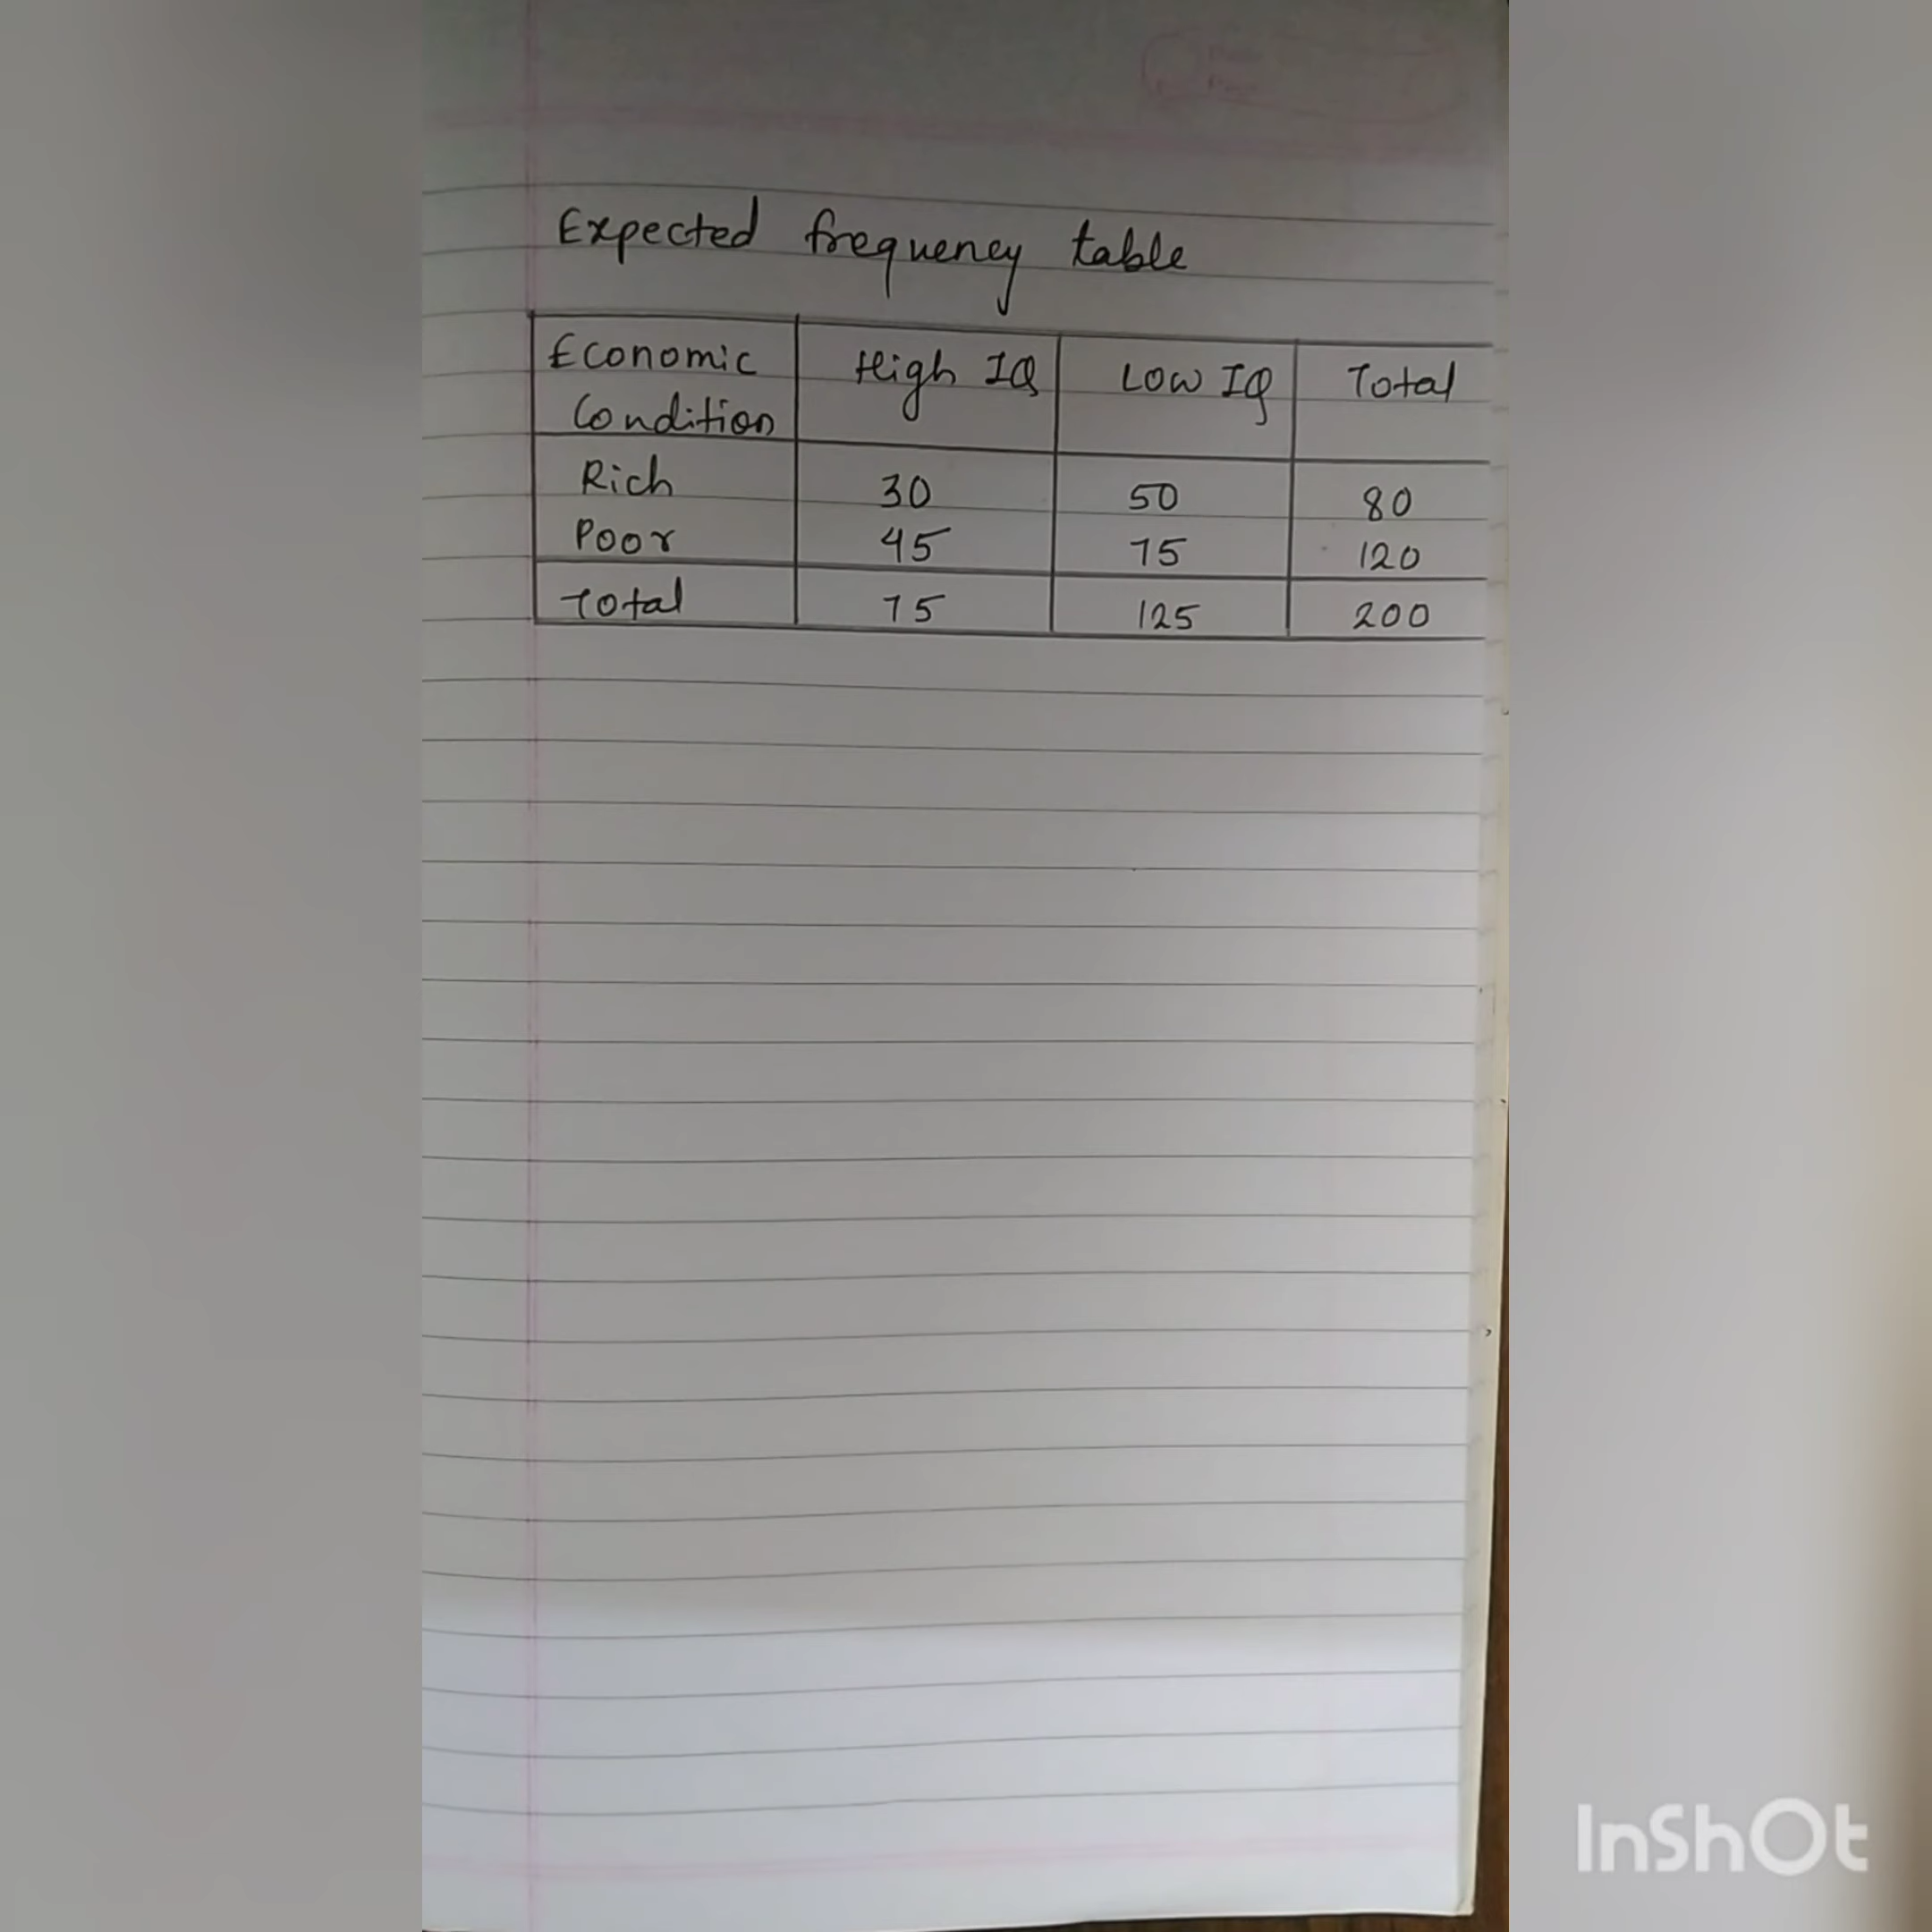 Expected frequency table
Economic Condition High IQ Low IQ Total
Rich 30 50 80
Poor 45 75 120
Total 75 125 200
InShOt